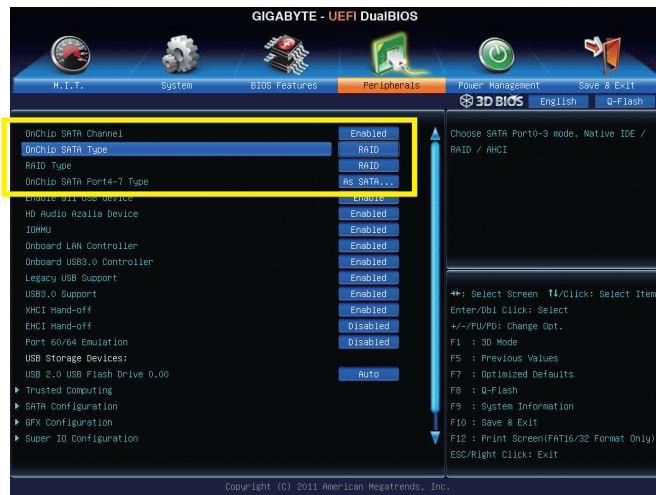 GIGABYTE - UEFI DualBIOS
M.I.T.
System
BIOS Features
Peripherals
Power Management
Save & Exit
3D BIOS
English
Q-Flash
OnChip SATA Channel Enabled
OnChip SATA Type RAID
RAID Type RAID
OnChip SATA Port4-7 Type As SATA...
Enable all USB device Enable
HD Audio Azalia Device Enabled
IOMMU Enabled
Onboard LAN Controller Enabled
Onboard USB3.0 Controller Enabled
Legacy USB Support Enabled
USB3.0 Support Enabled
XHCI Hand-off Enabled
EHCI Hand-off Disabled
Port 60/64 Emulation Disabled
USB Storage Devices:
USB 2.0 USB Flash Drive 0.00 Auto
Trusted Computing
SATA Configuration
GFX Configuration
Super IO Configuration
Choose SATA Port0-3 mode. Native IDE /
RAID / AHCI
→←: Select Screen ↑↓/Click: Select Item
Enter/Dbl Click: Select
+/-/PU/PD: Change Opt.
F1 : 3D Mode
F5 : Previous Values
F7 : Optimized Defaults
F8 : Q-Flash
F9 : System Information
F10 : Save & Exit
F12 : Print Screen(FAT16/32 Format Only)
ESC/Right Click: Exit
Copyright (C) 2011 American Megatrends, Inc.